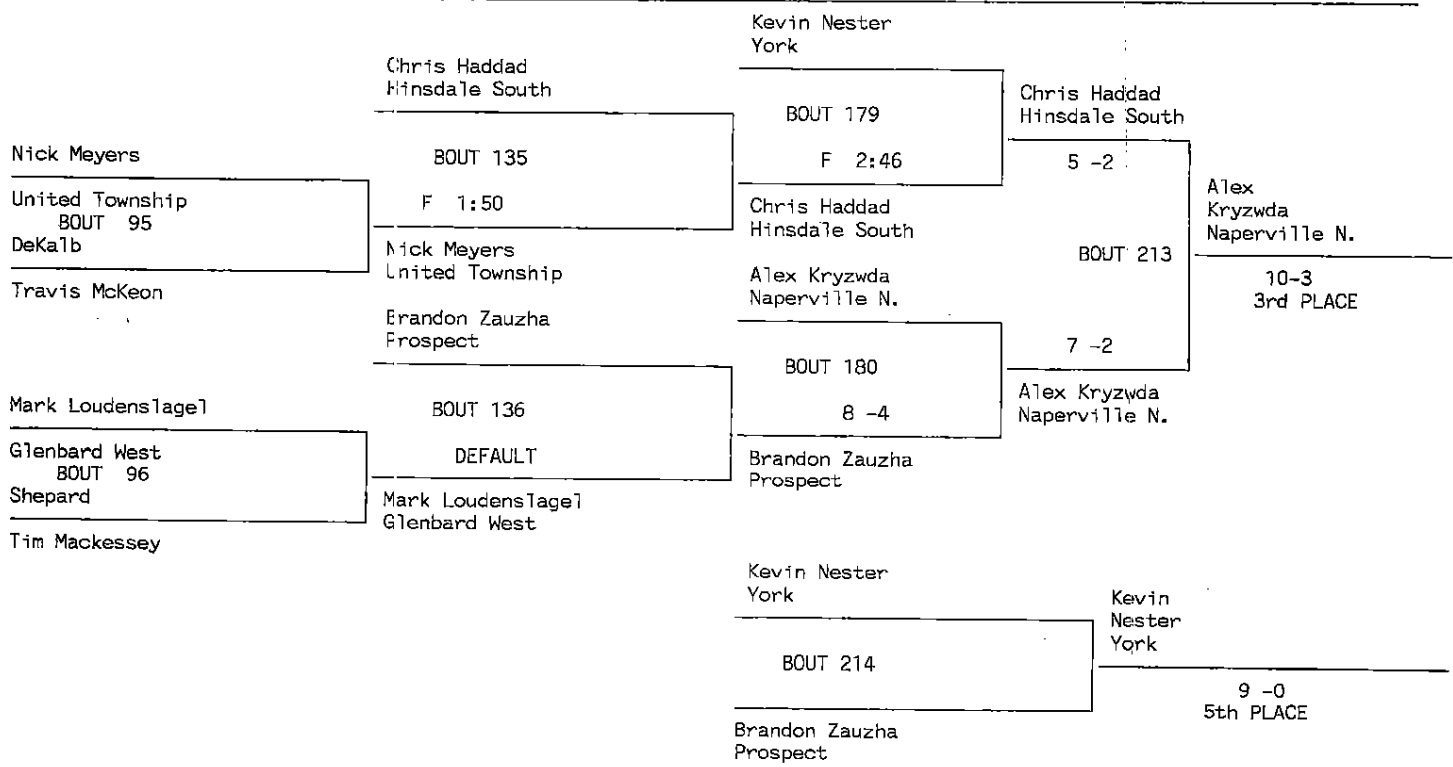 Nick Meyers
United Township
BOUT 95
DeKalb
Travis McKeon
Mark Loudenslagel
Glenbard West
BOUT 96
Shepard
Tim Mackessey
Chris Haddad
Hinsdale South
BOUT 135
F 1:50
Nick Meyers
United Township
Brandon Zauzha
Prospect
BOUT 136
DEFAULT
Mark Loudenslagel
Glenbard West
Kevin Nester
York
BOUT 179
F 2:46
Chris Haddad
Hinsdale South
Alex Kryzwda
Naperville N.
BOUT 180
8 -4
Brandon Zauzha
Prospect
Chris Haddad
Hinsdale South
5 -2
BOUT 213
7 -2
Alex Kryzwda
Naperville N.
Alex
Kryzwda
Naperville N.
10-3
3rd PLACE
Kevin Nester
York
BOUT 214
Brandon Zauzha
Prospect
Kevin
Nester
York
9 -0
5th PLACE